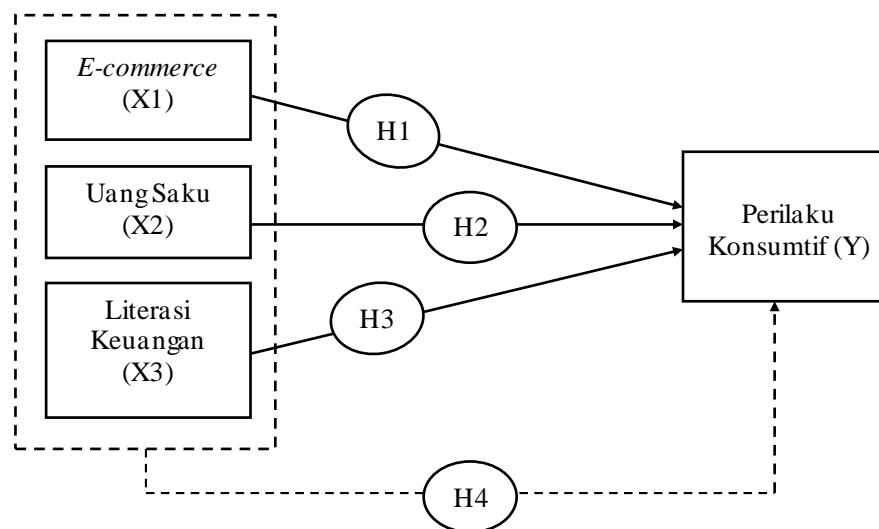 E-commerce
(X1)
H1
Uang Saku
(X2)
H2
Perilaku
Konsumtif (Y)
Literasi
Keuangan
(X3)
H3
H4